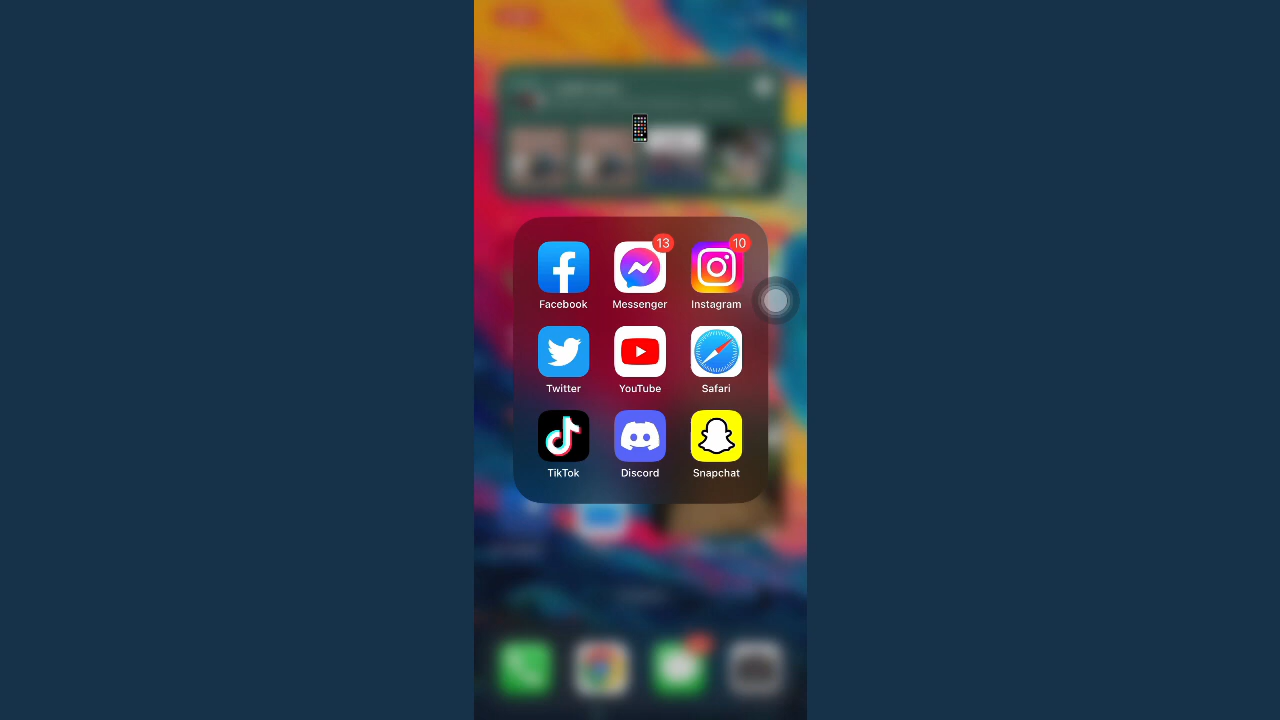 📱
13
10
Facebook Messenger Instagram
Twitter YouTube Safari
TikTok Discord Snapchat